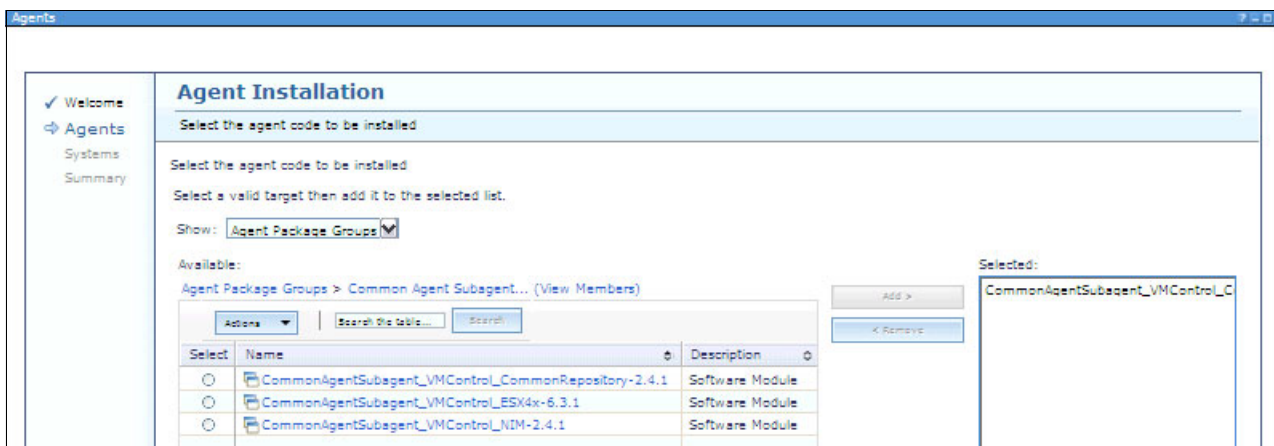 Agents
Welcome
Agents
Systems
Summary
Agent Installation
Select the agent code to be installed
Select the agent code to be installed
Select a valid target then add it to the selected list.
Show: Agent Package Groups
Available:
Agent Package Groups > Common Agent Subagent... (View Members)
Actions Search the table... Search
Select Name Description
CommonAgentSubagent_VMControl_CommonRepository-2.4.1 Software Module
CommonAgentSubagent_VMControl_ESX4x-6.3.1 Software Module
CommonAgentSubagent_VMControl_NIM-2.4.1 Software Module
Add >
< Remove
Selected:
CommonAgentSubagent_VMControl_C